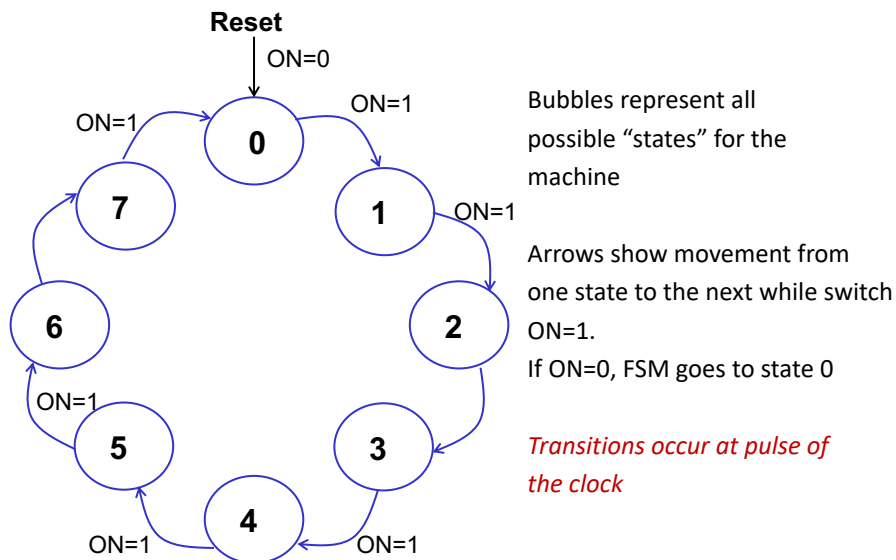 Reset
ON=0
ON=1
ON=1
0
7
1
ON=1
6
2
ON=1
5
3
4
ON=1
ON=1
Bubbles represent all
possible “states” for the
machine
Arrows show movement from
one state to the next while switch
ON=1.
If ON=0, FSM goes to state 0
Transitions occur at pulse of
the clock